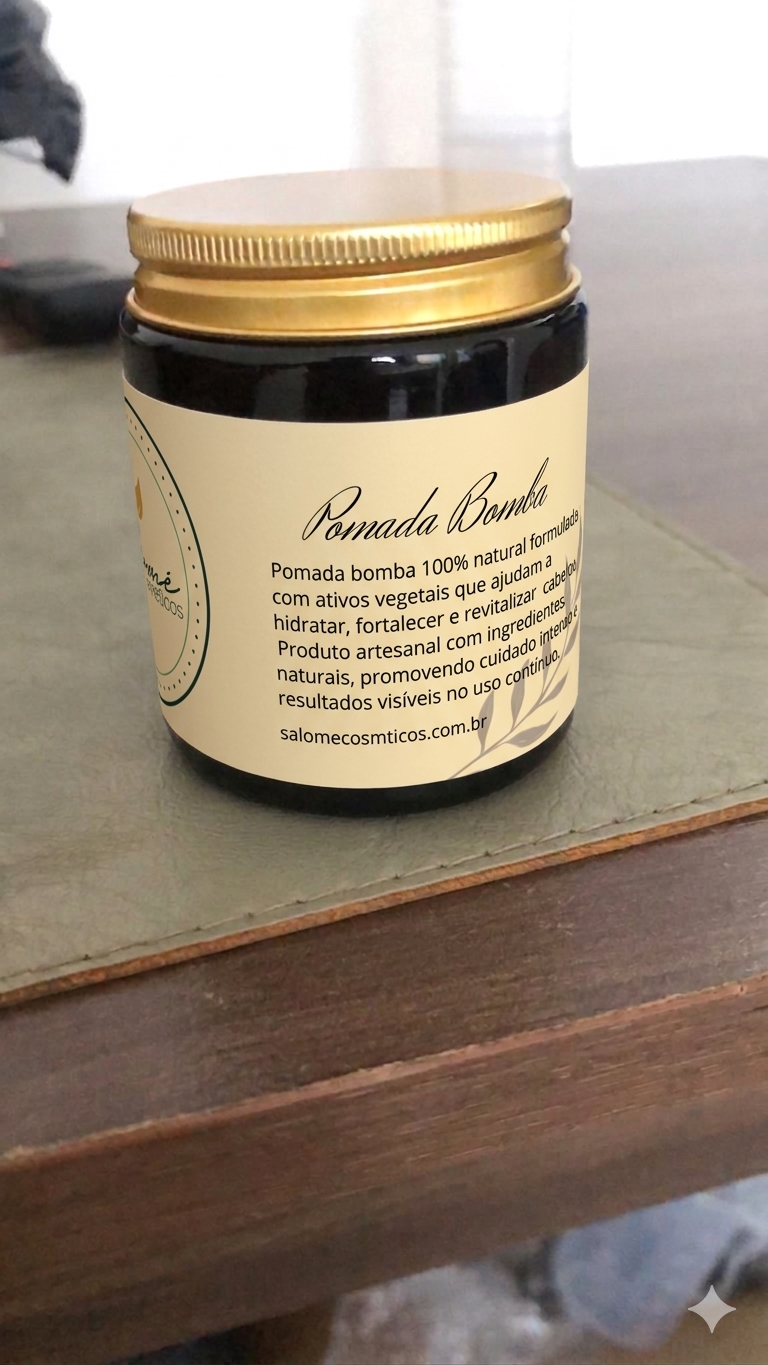 Pomada Bomba
Pomada bomba 100% natural formulada
com ativos vegetais que ajudam a
hidratar, fortalecer e revitalizar cabelos,
Produto artesanal com ingredientes
naturais, promovendo cuidado intenso e
resultados visíveis no uso contínuo.
salomecosmticos.com.br